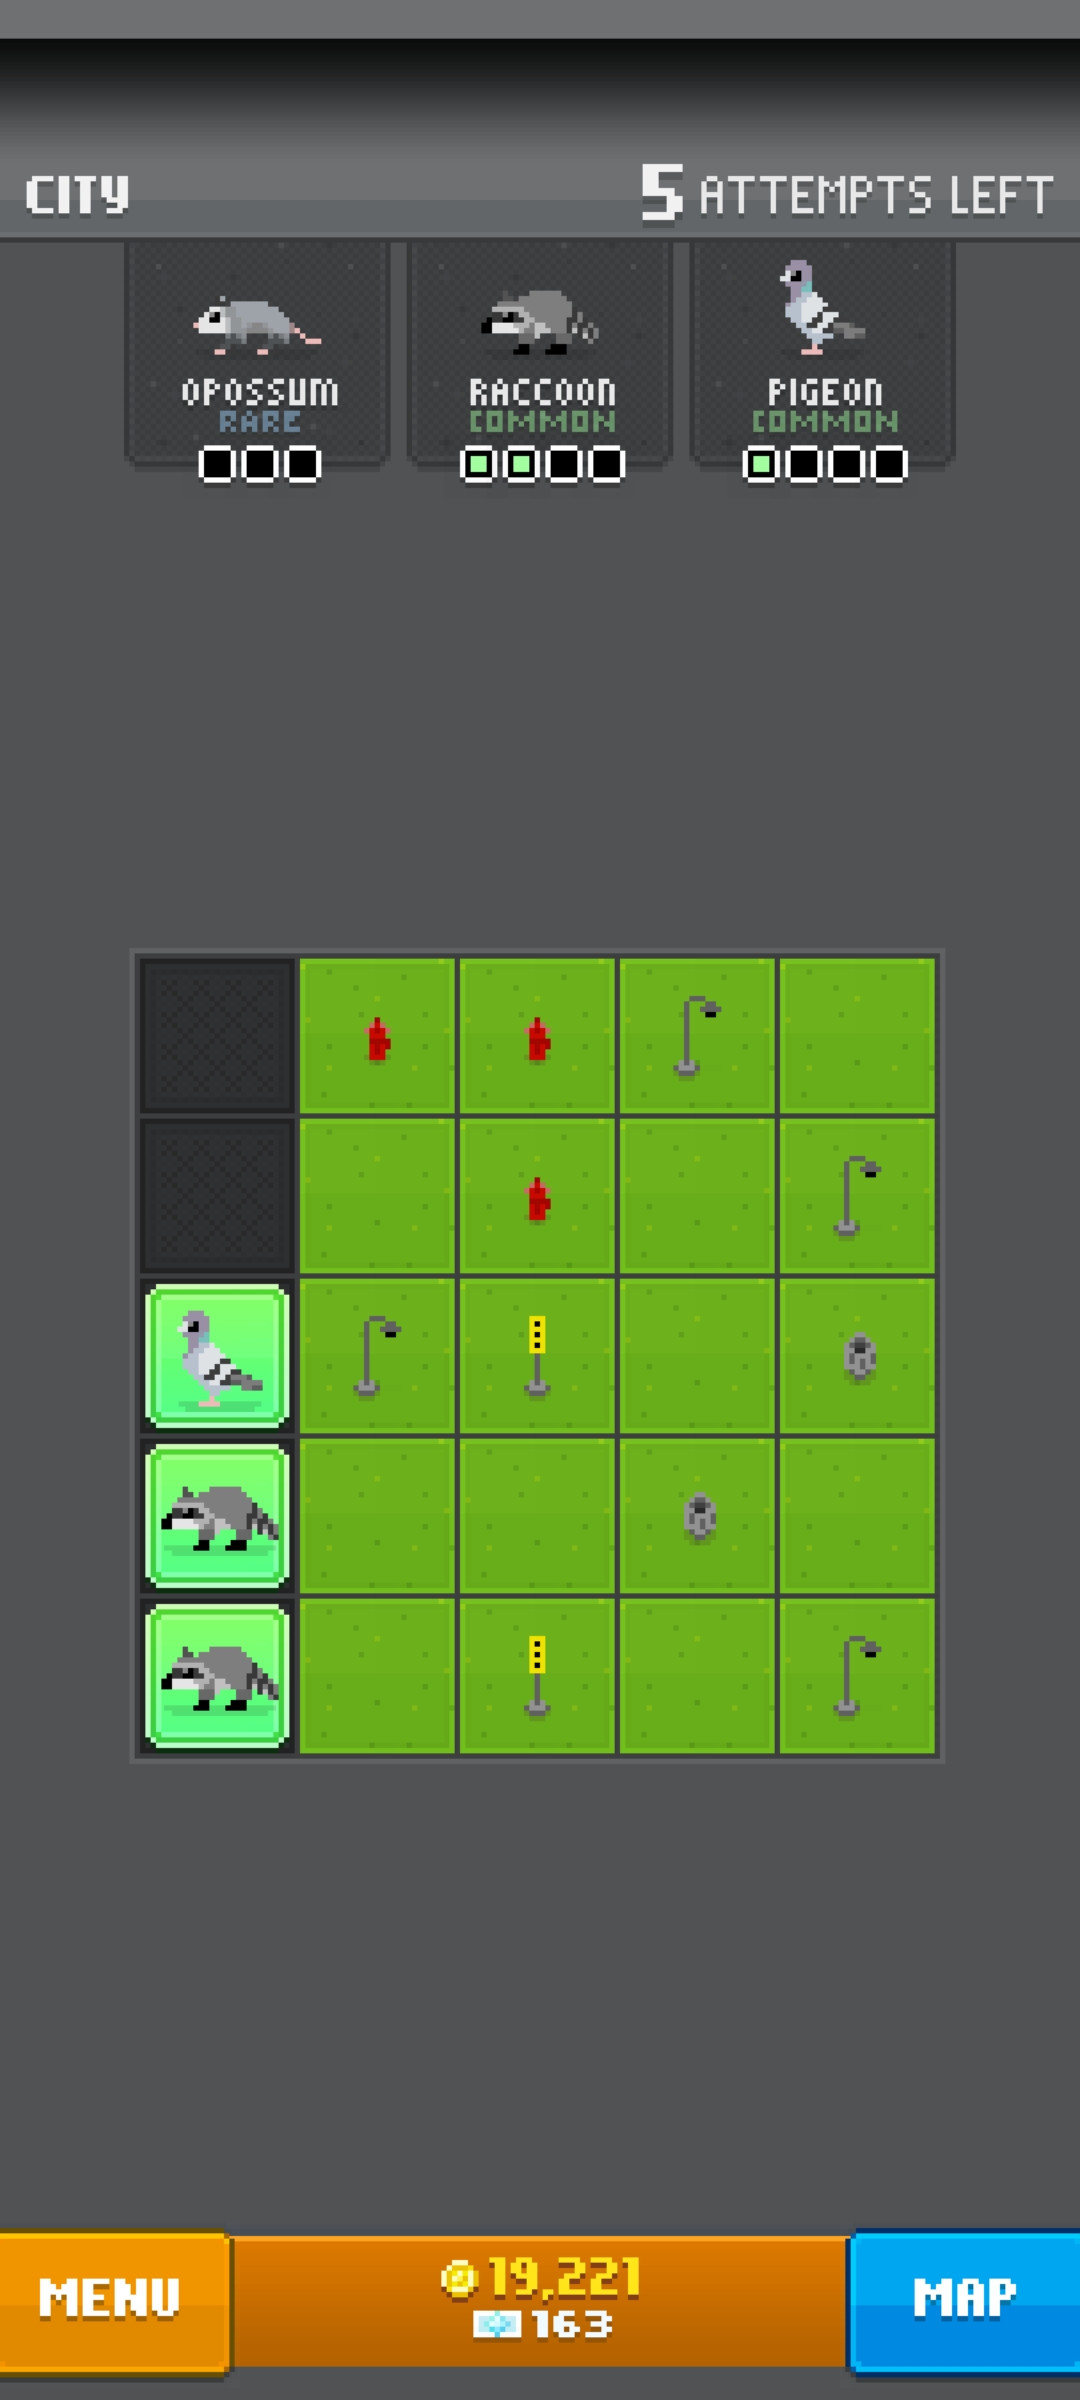 CITY
5 ATTEMPTS LEFT
OPOSSUM
RARE
RACCOON
COMMON
PIGEON
COMMON
MENU
19,221
163
MAP